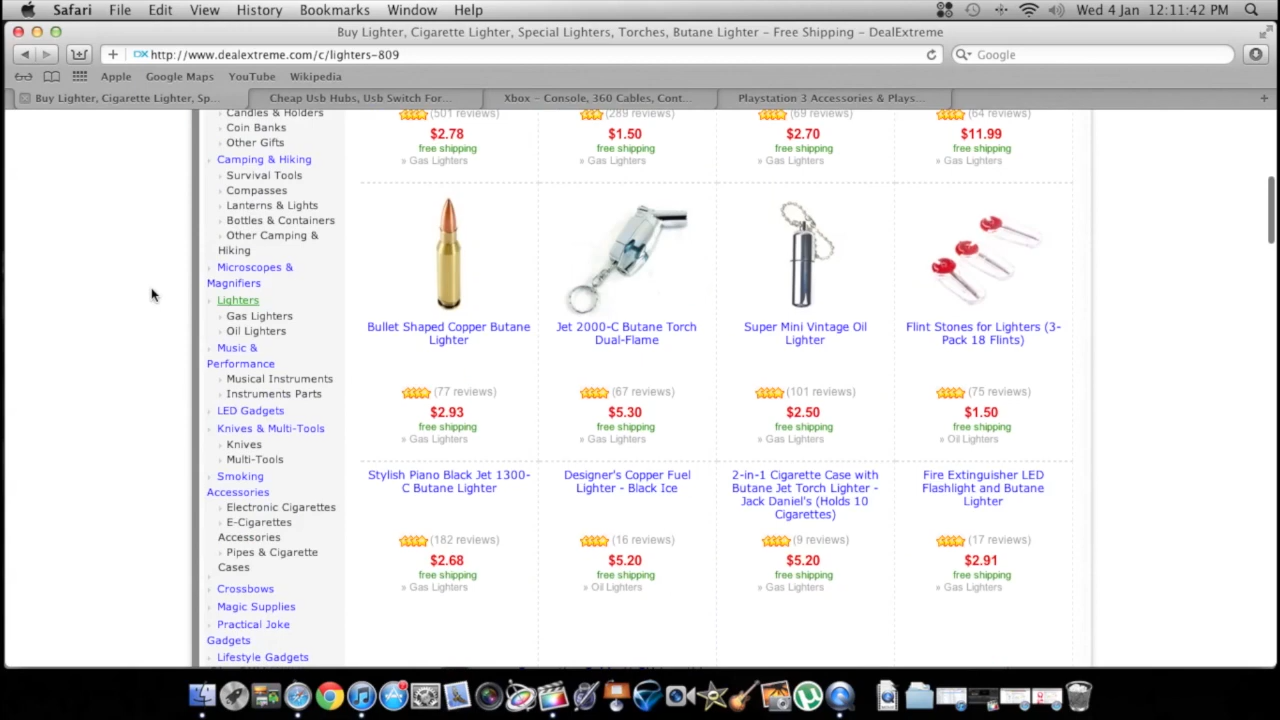 Safari File Edit View History Bookmarks Window Help
Wed 4 Jan 12:11:42 PM
Buy Lighter, Cigarette Lighter, Special Lighters, Torches, Butane Lighter – Free Shipping – DealExtreme
DX http://www.dealextreme.com/c/lighters-809
Google
Apple Google Maps YouTube Wikipedia
Buy Lighter, Cigarette Lighter, Sp...
Cheap Usb Hubs, Usb Switch For...
Xbox – Console, 360 Cables, Cont...
Playstation 3 Accessories & Plays...
Candles & Holders
Coin Banks
Other Gifts
Camping & Hiking
Survival Tools
Compasses
Lanterns & Lights
Bottles & Containers
Other Camping &
Hiking
Microscopes &
Magnifiers
Lighters
Gas Lighters
Oil Lighters
Music &
Performance
Musical Instruments
Instruments Parts
LED Gadgets
Knives & Multi-Tools
Knives
Multi-Tools
Smoking
Accessories
Electronic Cigarettes
E-Cigarettes
Accessories
Pipes & Cigarette
Cases
Crossbows
Magic Supplies
Practical Joke
Gadgets
Lifestyle Gadgets
(501 reviews)
$2.78
free shipping
» Gas Lighters
(289 reviews)
$1.50
free shipping
» Gas Lighters
(69 reviews)
$2.70
free shipping
» Gas Lighters
(64 reviews)
$11.99
free shipping
» Gas Lighters
Bullet Shaped Copper Butane
Lighter
(77 reviews)
$2.93
free shipping
» Gas Lighters
Jet 2000-C Butane Torch
Dual-Flame
(67 reviews)
$5.30
free shipping
» Gas Lighters
Super Mini Vintage Oil
Lighter
(101 reviews)
$2.50
free shipping
» Gas Lighters
Flint Stones for Lighters (3-
Pack 18 Flints)
(75 reviews)
$1.50
free shipping
» Oil Lighters
Stylish Piano Black Jet 1300-
C Butane Lighter
(182 reviews)
$2.68
free shipping
» Gas Lighters
Designer's Copper Fuel
Lighter - Black Ice
(16 reviews)
$5.20
free shipping
» Oil Lighters
2-in-1 Cigarette Case with
Butane Jet Torch Lighter -
Jack Daniel's (Holds 10
Cigarettes)
(9 reviews)
$5.20
free shipping
» Gas Lighters
Fire Extinguisher LED
Flashlight and Butane
Lighter
(17 reviews)
$2.91
free shipping
» Gas Lighters